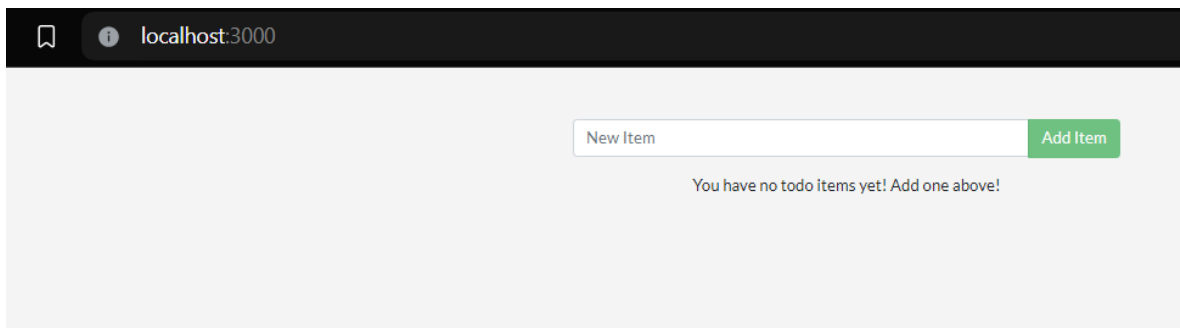 localhost:3000
New Item
Add Item
You have no todo items yet! Add one above!